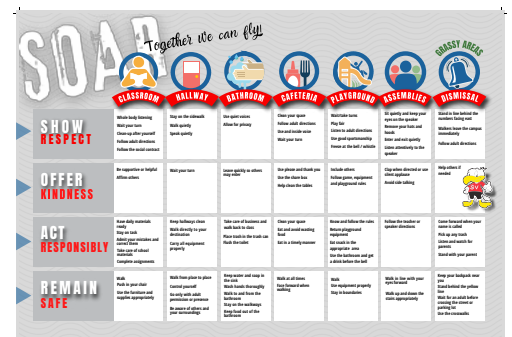 SOAR
Together we can fly!
GRASSY AREAS
CLASSROOM
HALLWAY
BATHROOM
CAFETERIA
PLAYGROUND
ASSEMBLIES
DISMISSAL
SHOW
RESPECT
Whole body listening
Wait your turn
Clean up after yourself
Follow adult directions
Follow the social contract
Stay on the sidewalk
Walk quietly
Speak quietly
Use quiet voices
Allow for privacy
Clean your space
Follow adult directions
Use and inside voice
Wait your turn
Wait/take turns
Play fair
Listen to adult directions
Use good sportsmanship
Freeze at the bell / whistle
Sit quietly and keep your
eyes on the speaker
Remove your hats and
hoods
Enter and exit quietly
Listen attentively to the
speaker
Stand in line behind the
numbers facing wait
Walkers leave the campus
immediately
Follow adult directions
OFFER
KINDNESS
Be supportive or helpful
Affirm others
Wait your turn
Leave quickly so others
may enter
Use please and thank you
Use the share box
Help clean the tables
Include others
Follow game, equipment
and playground rules
Clap when directed or use
silent applause
Avoid side talking
Help others if
needed
ACT
RESPONSIBLY
Have daily materials
ready
Stay on task
Admit your mistakes and
correct them
Take care of school
materials
Complete assignments
Keep hallways clean
Walk directly to your
destination
Carry all equipment
properly
Take care of business and
walk back to class
Place trash in the trash can
Flush the toilet
Clean your space
Eat and avoid wasting
food
Eat in a timely manner
Know and follow the rules
Return playground
equipment
Eat snack in the
appropriate area
Use the bathroom and get
a drink before the bell
Follow the teacher or
speaker directions
Come forward when your
name is called
Pick up any trash
Listen and watch for
parents
Stand with your parent
REMAIN
SAFE
Walk
Push in your chair
Use the furniture and
supplies appropriately
Walk from place to place
Control yourself
Go only with adult
permission or presence
Be aware of others and
your surroundings
Keep water and soap in
the sink
Wash hands thoroughly
Walk to and from the
bathroom
Stay on the walkways
Keep food out of the
bathroom
Walk at all times
Face forward when
walking
Walk
Use equipment properly
Stay in boundaries
Walk in line with your
eyes forward
Walk up and down the
stairs appropriately
Keep your backpack near
you
Stand behind the yellow
line
Wait for an adult before
crossing the street or
parking lot
Use the crosswalks